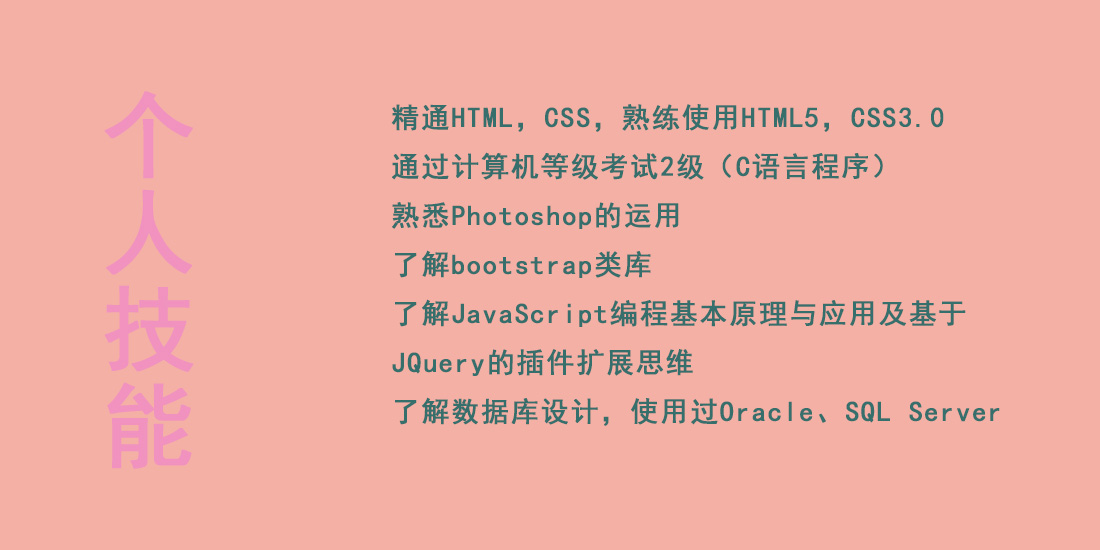 个人技能
精通HTML，CSS，熟练使用HTML5，CSS3.0
通过计算机等级考试2级（C语言程序）
熟悉Photoshop的运用
了解bootstrap类库
了解JavaScript编程基本原理与应用及基于
JQuery的插件扩展思维
了解数据库设计，使用过Oracle、SQL Server